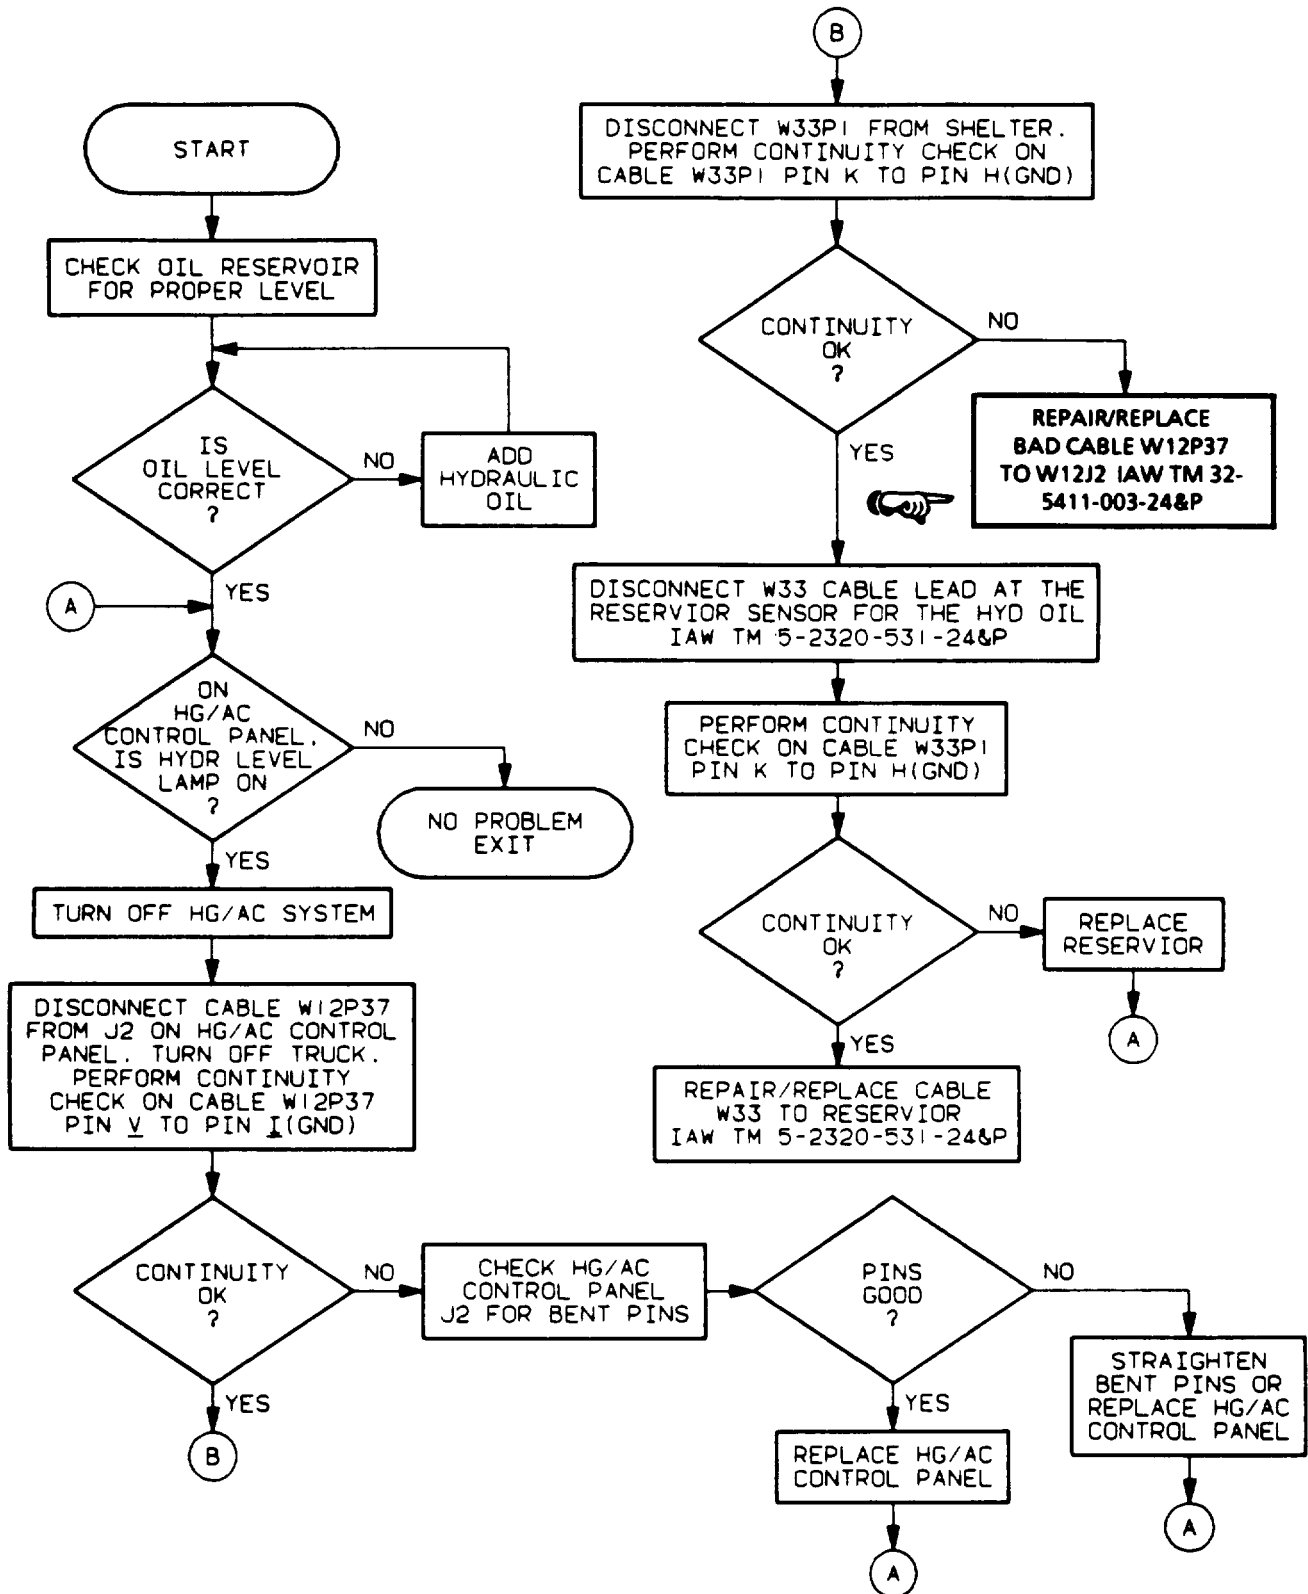 START
CHECK OIL RESERVOIR
FOR PROPER LEVEL
IS
OIL LEVEL
CORRECT
?
NO
ADD
HYDRAULIC
OIL
YES
A
ON
HG/AC
CONTROL PANEL.
IS HYDR LEVEL
LAMP ON
?
NO
NO PROBLEM
EXIT
YES
TURN OFF HG/AC SYSTEM
DISCONNECT CABLE W12P37
FROM J2 ON HG/AC CONTROL
PANEL. TURN OFF TRUCK.
PERFORM CONTINUITY
CHECK ON CABLE W12P37
PIN V TO PIN I(GND)
CONTINUITY
OK
?
NO
YES
B
CHECK HG/AC
CONTROL PANEL
J2 FOR BENT PINS
PINS
GOOD
?
NO
STRAIGHTEN
BENT PINS OR
REPLACE HG/AC
CONTROL PANEL
A
YES
REPLACE HG/AC
CONTROL PANEL
A
B
DISCONNECT W33P1 FROM SHELTER.
PERFORM CONTINUITY CHECK ON
CABLE W33P1 PIN K TO PIN H(GND)
CONTINUITY
OK
?
NO
REPAIR/REPLACE
BAD CABLE W12P37
TO W12J2 IAW TM 32-
5411-003-24&P
YES
DISCONNECT W33 CABLE LEAD AT THE
RESERVIOR SENSOR FOR THE HYD OIL
IAW TM 5-2320-531-24&P
PERFORM CONTINUITY
CHECK ON CABLE W33P1
PIN K TO PIN H(GND)
CONTINUITY
OK
?
NO
REPLACE
RESERVIOR
A
YES
REPAIR/REPLACE CABLE
W33 TO RESERVIOR
IAW TM 5-2320-531-24&P